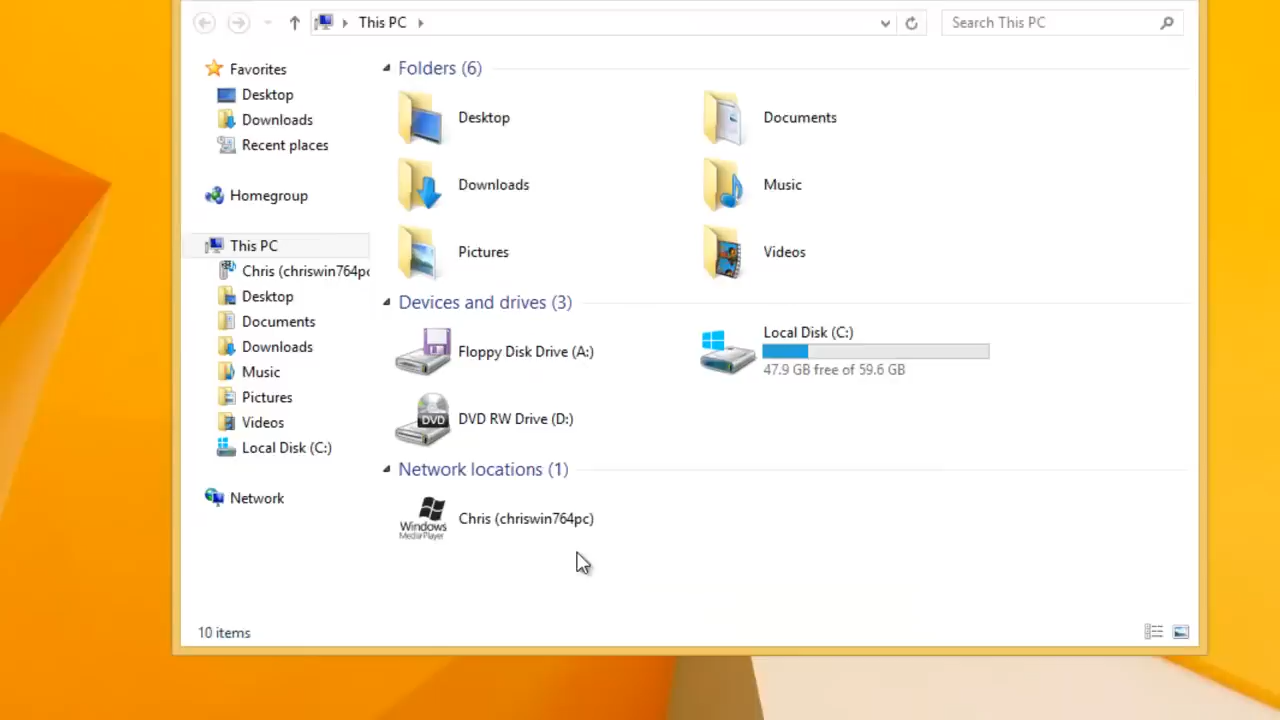 This PC
Search This PC
Favorites
Desktop
Downloads
Recent places
Homegroup
This PC
Chris (chriswin764pc
Desktop
Documents
Downloads
Music
Pictures
Videos
Local Disk (C:)
Network
Folders (6)
Desktop
Documents
Downloads
Music
Pictures
Videos
Devices and drives (3)
Floppy Disk Drive (A:)
Local Disk (C:)
47.9 GB free of 59.6 GB
DVD
DVD RW Drive (D:)
Network locations (1)
Windows
MediaPlayer
Chris (chriswin764pc)
10 items